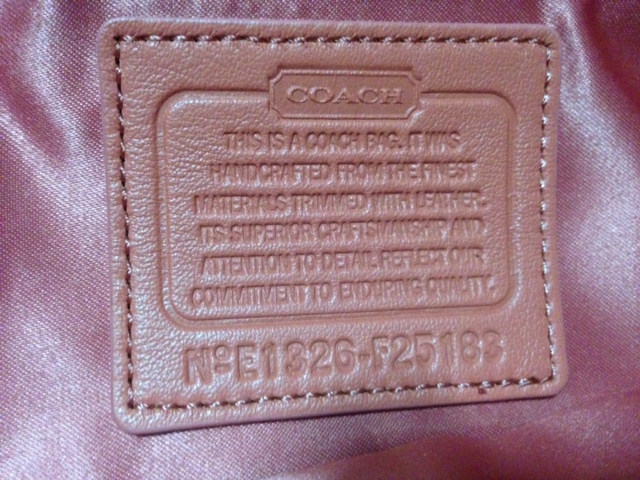 COACH
THIS IS A COACH BAG. IT WAS
HANDCRAFTED FROM THE FINEST
MATERIALS TRIMMED WITH LEATHER.
ITS SUPERIOR CRAFTSMANSHIP AND
ATTENTION TO DETAIL REFLECT OUR
COMMITMENT TO ENDURING QUALITY.
NºE1326-F25183